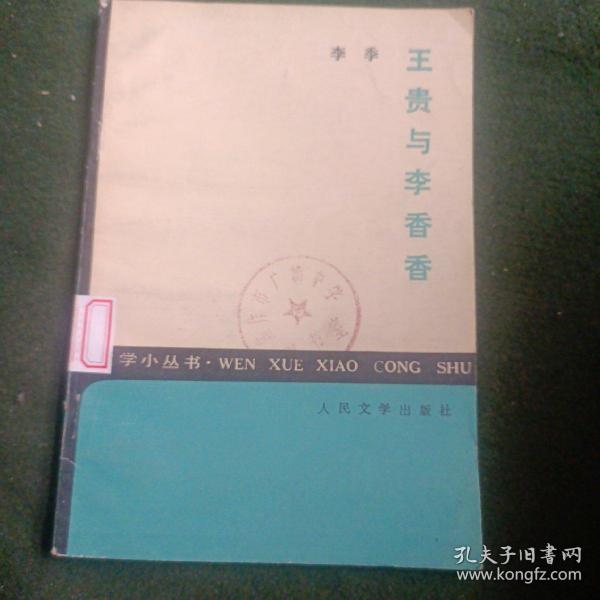 王贵与李香香
李季
学小丛书·WEN XUE XIAO CONG SHU
人民文学出版社
孔夫子旧书网
www.kongfz.com